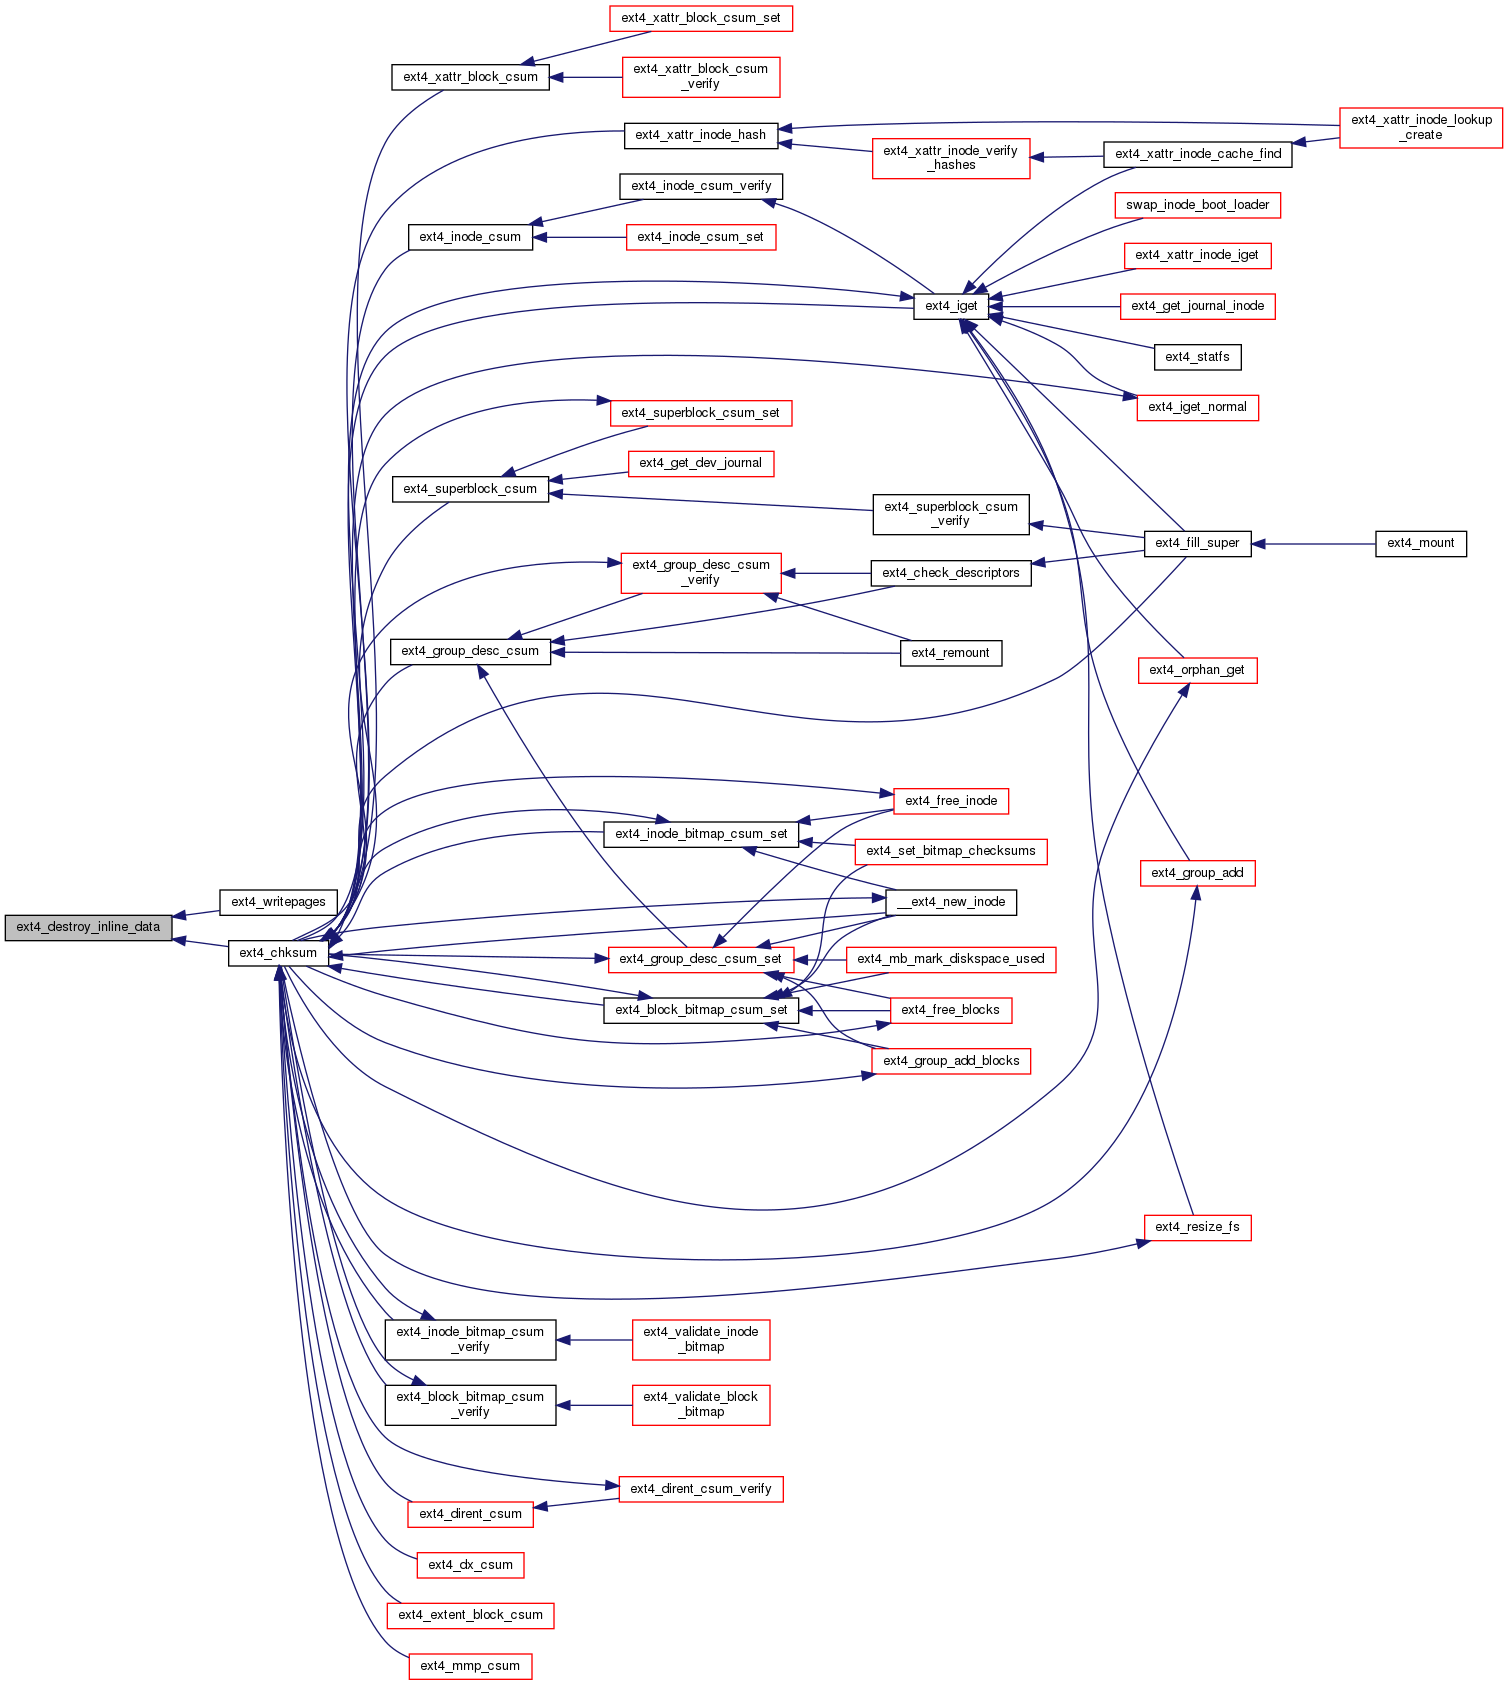 ext4_xattr_block_csum_set
ext4_xattr_block_csum
ext4_xattr_block_csum
_verify
ext4_xattr_inode_hash
ext4_xattr_inode_lookup
_create
ext4_xattr_inode_verify
_hashes
ext4_xattr_inode_cache_find
ext4_inode_csum_verify
swap_inode_boot_loader
ext4_inode_csum
ext4_inode_csum_set
ext4_xattr_inode_iget
ext4_iget
ext4_get_journal_inode
ext4_statfs
ext4_iget_normal
ext4_superblock_csum_set
ext4_get_dev_journal
ext4_superblock_csum
ext4_superblock_csum
_verify
ext4_fill_super
ext4_mount
ext4_group_desc_csum
_verify
ext4_check_descriptors
ext4_group_desc_csum
ext4_remount
ext4_orphan_get
ext4_free_inode
ext4_inode_bitmap_csum_set
ext4_set_bitmap_checksums
ext4_group_add
ext4_writepages
__ext4_new_inode
ext4_destroy_inline_data
ext4_chksum
ext4_group_desc_csum_set
ext4_mb_mark_diskspace_used
ext4_block_bitmap_csum_set
ext4_free_blocks
ext4_group_add_blocks
ext4_resize_fs
ext4_inode_bitmap_csum
_verify
ext4_validate_inode
_bitmap
ext4_block_bitmap_csum
_verify
ext4_validate_block
_bitmap
ext4_dirent_csum_verify
ext4_dirent_csum
ext4_dx_csum
ext4_extent_block_csum
ext4_mmp_csum